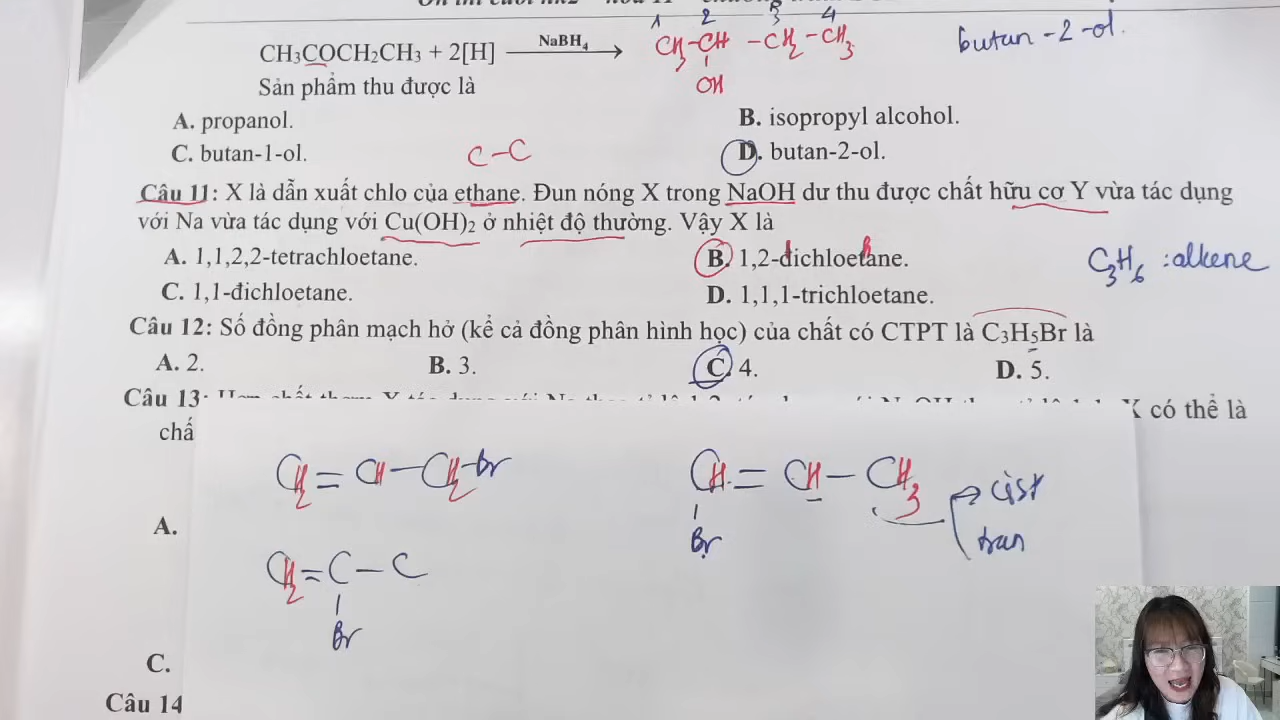 CH3COCH2CH3 + 2[H] NaBH4 CH3-CH-CH2-CH3
1 2 3 4
OH
butan-2-ol.
Sản phẩm thu được là
A. propanol.
B. isopropyl alcohol.
C. butan-1-ol.
D. butan-2-ol.
C-C
Câu 11: X là dẫn xuất chlo của ethane. Đun nóng X trong NaOH dư thu được chất hữu cơ Y vừa tác dụng
với Na vừa tác dụng với Cu(OH)2 ở nhiệt độ thường. Vậy X là
A. 1,1,2,2-tetrachloetane.
B. 1,2-đichloetane.
h
C3H6 : alkene
C. 1,1-đichloetane.
D. 1,1,1-trichloetane.
Câu 12: Số đồng phân mạch hở (kể cả đồng phân hình học) của chất có CTPT là C3H5Br là
A. 2.
B. 3.
C. 4.
D. 5.
Câu 13:
X có thể là
chấ
CH2=CH-CH2-Br
CH=CH-CH3
Br
cist
tran
A.
CH2=C-C
Br
C.
Câu 14